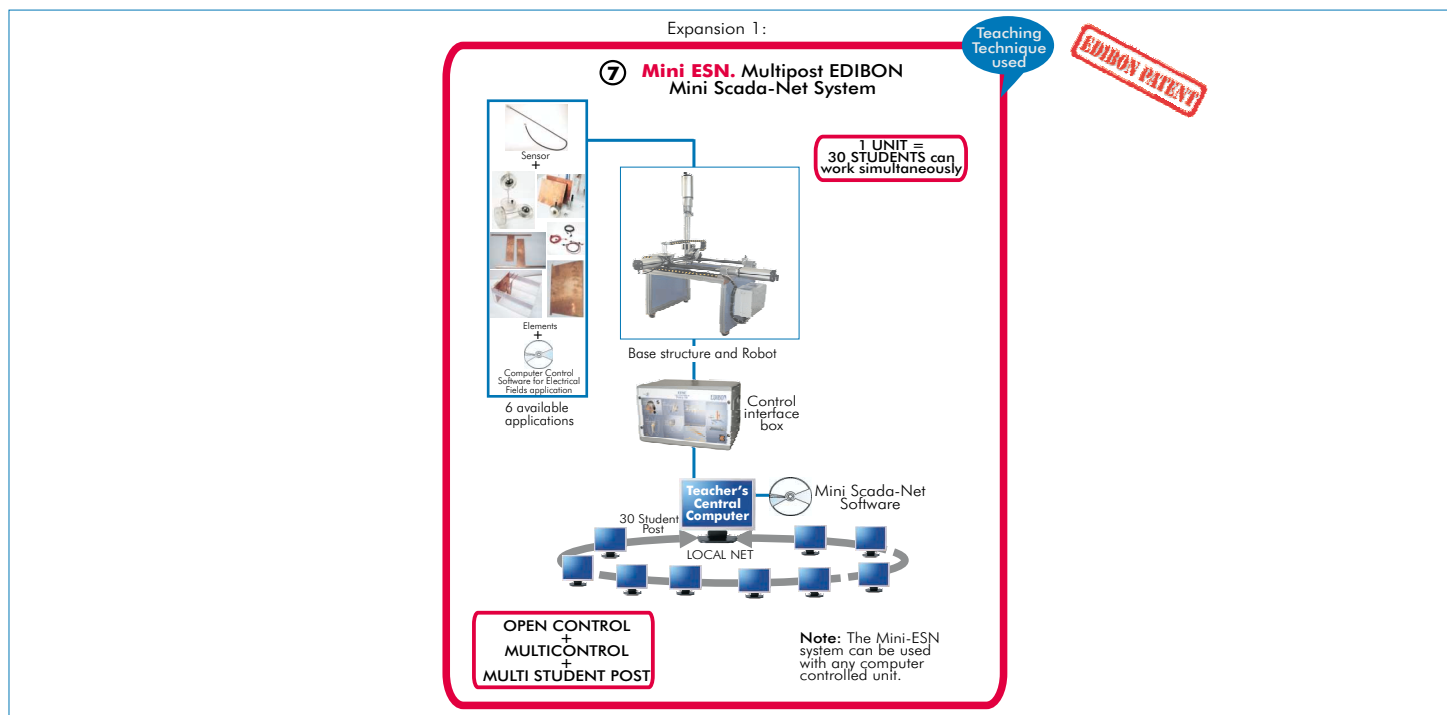 Expansion 1:
Teaching
Technique
used
EDIBON PATENT
7 Mini ESN. Multipost EDIBON
Mini Scada-Net System
1 UNIT =
30 STUDENTS can
work simultaneously
Sensor
+
Elements
+
Computer Control
Software for Electrical
Fields application
6 available
applications
Base structure and Robot
EDIBON
Control
interface
box
Teacher's
Central
Computer
Mini Scada-Net
Software
30 Student
Post
LOCAL NET
OPEN CONTROL
+
MULTICONTROL
+
MULTI STUDENT POST
Note: The Mini-ESN
system can be used
with any computer
controlled unit.